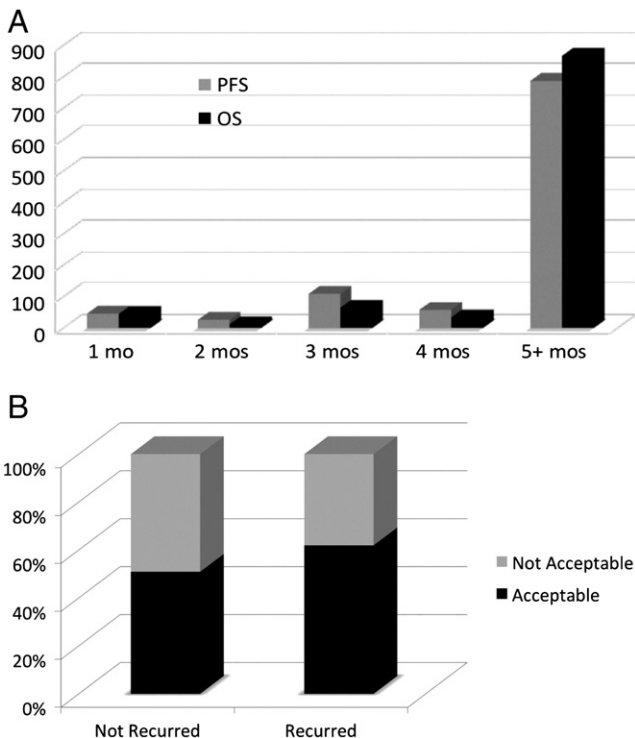 A
900
800
700
600
500
400
300
200
100
0
PFS
OS
1 mo 2 mos 3 mos 4 mos 5+ mos
B
100%
80%
60%
40%
20%
0%
Not Acceptable
Acceptable
Not Recurred Recurred